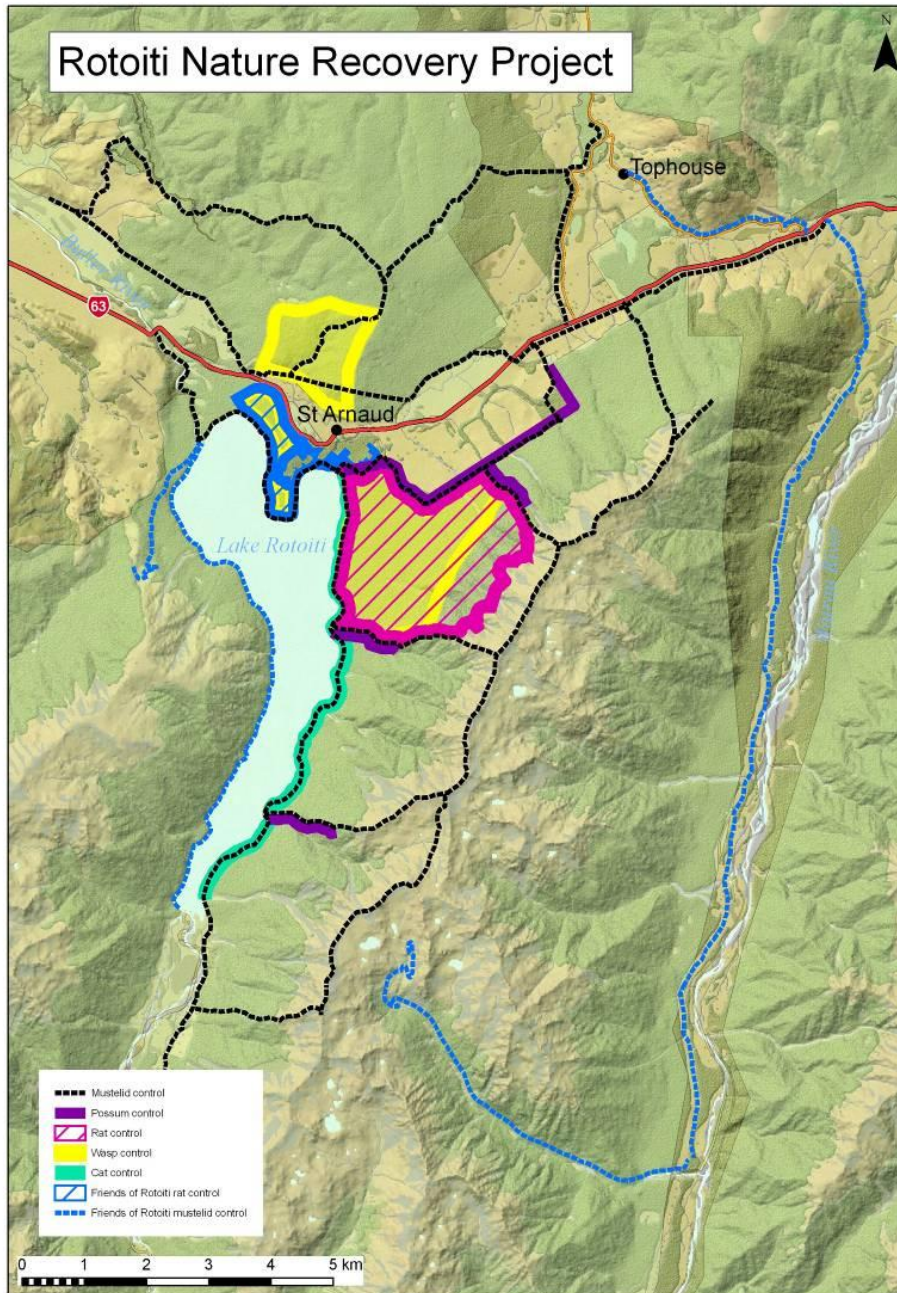 Rotoiti Nature Recovery Project
N
Tophouse
63
St Arnaud
Lake Rotoiti
River
Mustelid control
Possum control
Rat control
Wasp control
Cat control
Friends of Rotoiti rat control
Friends of Rotoiti mustelid control
0 1 2 3 4 5 km